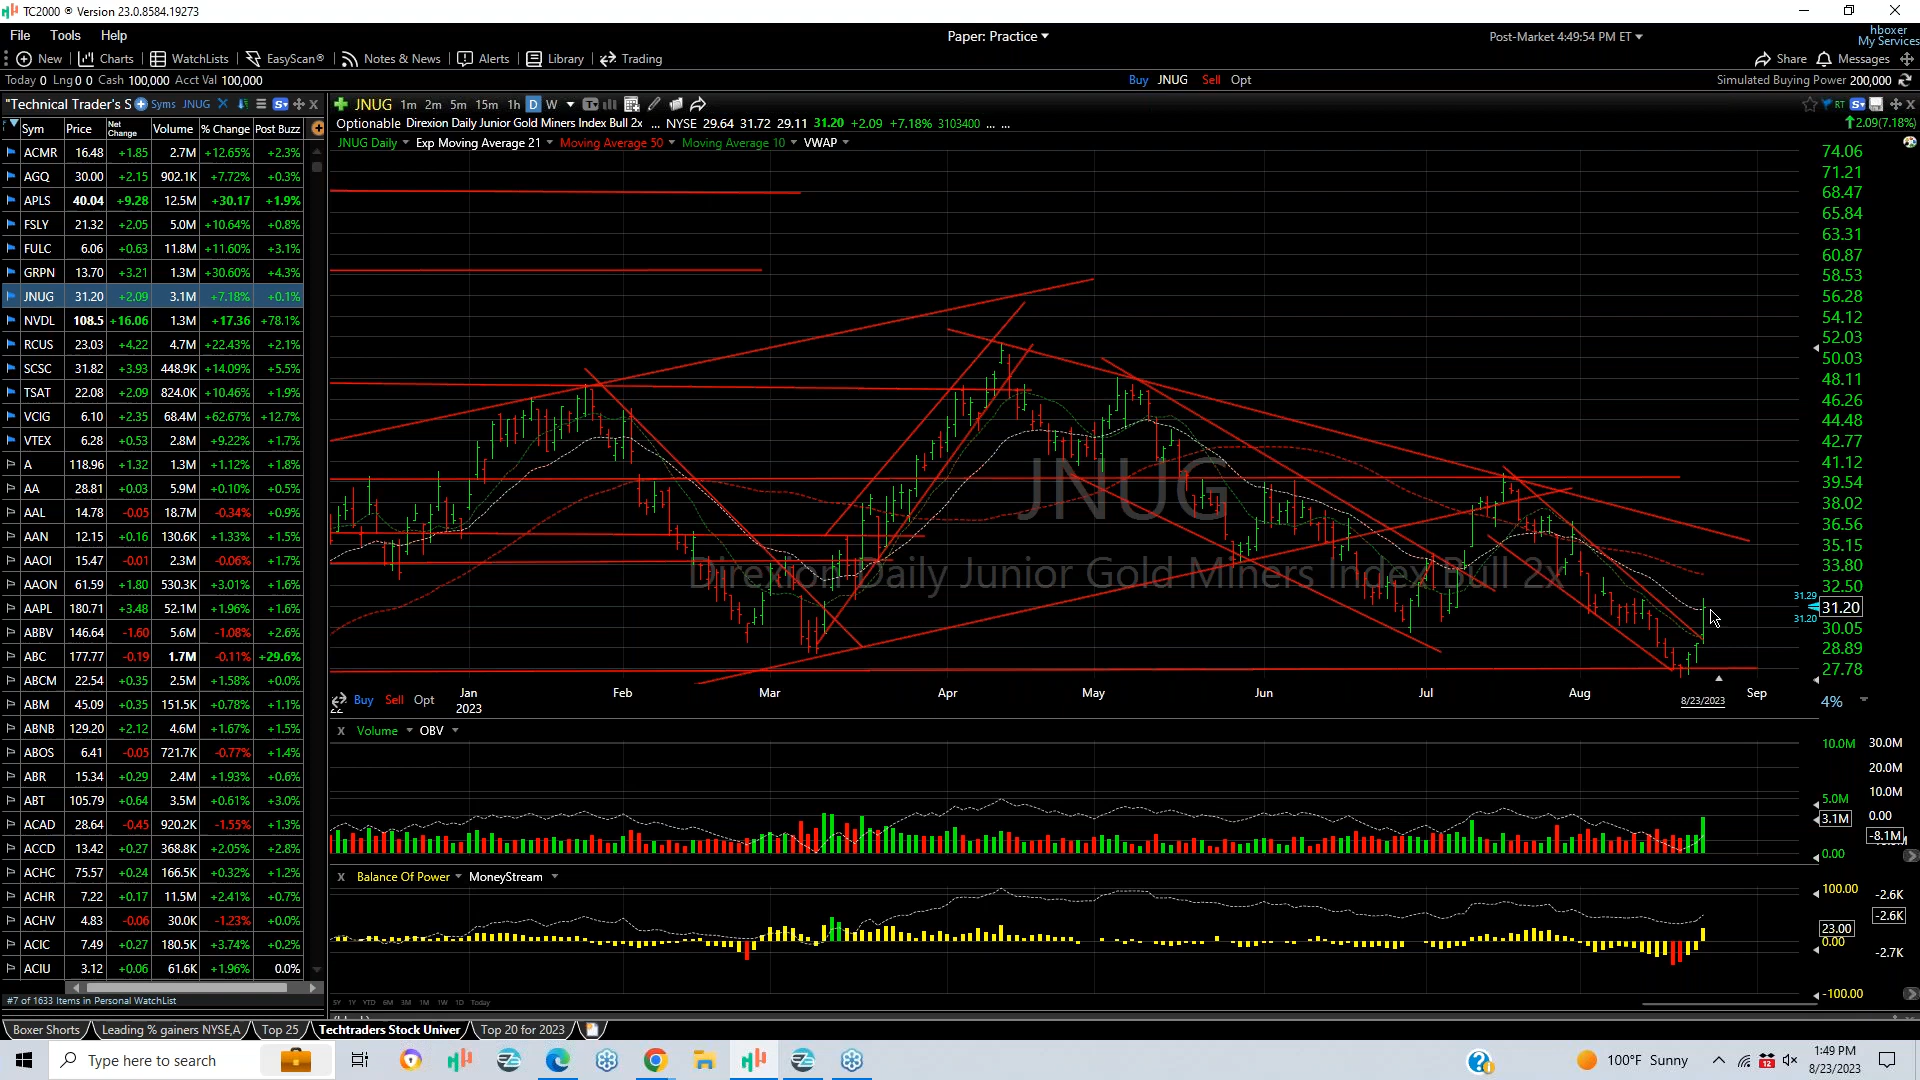 TC2000 ® Version 23.0.8584.19273
File Tools Help
Paper: Practice
Post-Market 4:49:54 PM ET
hboxer
My Services
New Charts WatchLists EasyScan® Notes & News Alerts Library Trading
Share Messages
Today 0 Lng 0 0 Cash 100,000 Acct Val 100,000
Buy JNUG Sell Opt
Simulated Buying Power 200,000
"Technical Trader's S Syms JNUG
JNUG 1m 2m 5m 15m 1h D W
Optionable Direxion Daily Junior Gold Miners Index Bull 2x ... NYSE 29.64 31.72 29.11 31.20 +2.09 +7.18% 3103400 ... ...
2.09(7.18%)
JNUG Daily Exp Moving Average 21 Moving Average 50 Moving Average 10 VWAP
Sym Price Net Change Volume % Change Post Buzz
ACMR 16.48 +1.85 2.7M +12.65% +2.3%
AGQ 30.00 +2.15 902.1K +7.72% +0.3%
APLS 40.04 +9.28 12.5M +30.17 +1.9%
FSLY 21.32 +2.05 5.0M +10.64% +0.8%
FULC 6.06 +0.63 11.8M +11.60% +3.1%
GRPN 13.70 +3.21 1.3M +30.60% +4.3%
JNUG 31.20 +2.09 3.1M +7.18% +0.1%
NVDL 108.5 +16.06 1.3M +17.36 +78.1%
RCUS 23.03 +4.22 4.7M +22.43% +2.1%
SCSC 31.82 +3.93 448.9K +14.09% +5.5%
TSAT 22.08 +2.09 824.0K +10.46% +1.9%
VCIG 6.10 +2.35 68.4M +62.67% +12.7%
VTEX 6.28 +0.53 2.8M +9.22% +1.7%
A 118.96 +1.32 1.3M +1.12% +1.8%
AA 28.81 +0.03 5.9M +0.10% +0.5%
AAL 14.78 -0.05 18.7M -0.34% +0.9%
AAN 12.15 +0.16 130.6K +1.33% +1.5%
AAOI 15.47 -0.01 2.3M -0.06% +1.7%
AAON 61.59 +1.80 530.3K +3.01% +1.6%
AAPL 180.71 +3.48 52.1M +1.96% +1.6%
ABBV 146.64 -1.60 5.6M -1.08% +2.6%
ABC 177.77 -0.19 1.7M -0.11% +29.6%
ABCM 22.54 +0.35 2.5M +1.58% +0.0%
ABM 45.09 +0.35 151.5K +0.78% +1.1%
ABNB 129.20 +2.12 4.6M +1.67% +1.5%
ABOS 6.41 -0.05 721.7K -0.77% +1.4%
ABR 15.34 +0.29 2.4M +1.93% +0.6%
ABT 105.79 +0.64 3.5M +0.61% +3.0%
ACAD 28.64 -0.45 920.2K -1.55% +1.3%
ACCD 13.42 +0.27 368.8K +2.05% +2.8%
ACHC 75.57 +0.24 166.5K +0.32% +1.2%
ACHR 7.22 +0.17 11.5M +2.41% +0.7%
ACHV 4.83 -0.06 30.0K -1.23% +0.0%
ACIC 7.49 +0.27 180.5K +3.74% +0.2%
ACIU 3.12 +0.06 61.6K +1.96% 0.0%
#7 of 1633 Items in Personal WatchList
JNUG
Direxion Daily Junior Gold Miners Index Bull 2x
74.06
71.21
68.47
65.84
63.31
60.87
58.53
56.28
54.12
52.03
50.03
48.11
46.26
44.48
42.77
41.12
39.54
38.02
36.56
35.15
33.80
32.50
31.29
31.20
31.20
30.05
28.89
27.78
4%
Buy Sell Opt
22
Jan Feb Mar Apr May Jun Jul Aug Sep
2023
8/23/2023
X Volume OBV
10.0M
5.0M
3.1M
0.00
30.0M
20.0M
10.0M
0.00
-8.1M
X Balance Of Power MoneyStream
100.00
23.00
0.00
-100.00
-2.6K
-2.6K
-2.7K
5Y 1Y YTD 6M 3M 1M 1W 1D Today
Boxer Shorts Leading % gainers NYSE,A Top 25 Techtraders Stock Univer Top 20 for 2023
Type here to search
100°F Sunny
12
1:49 PM
8/23/2023